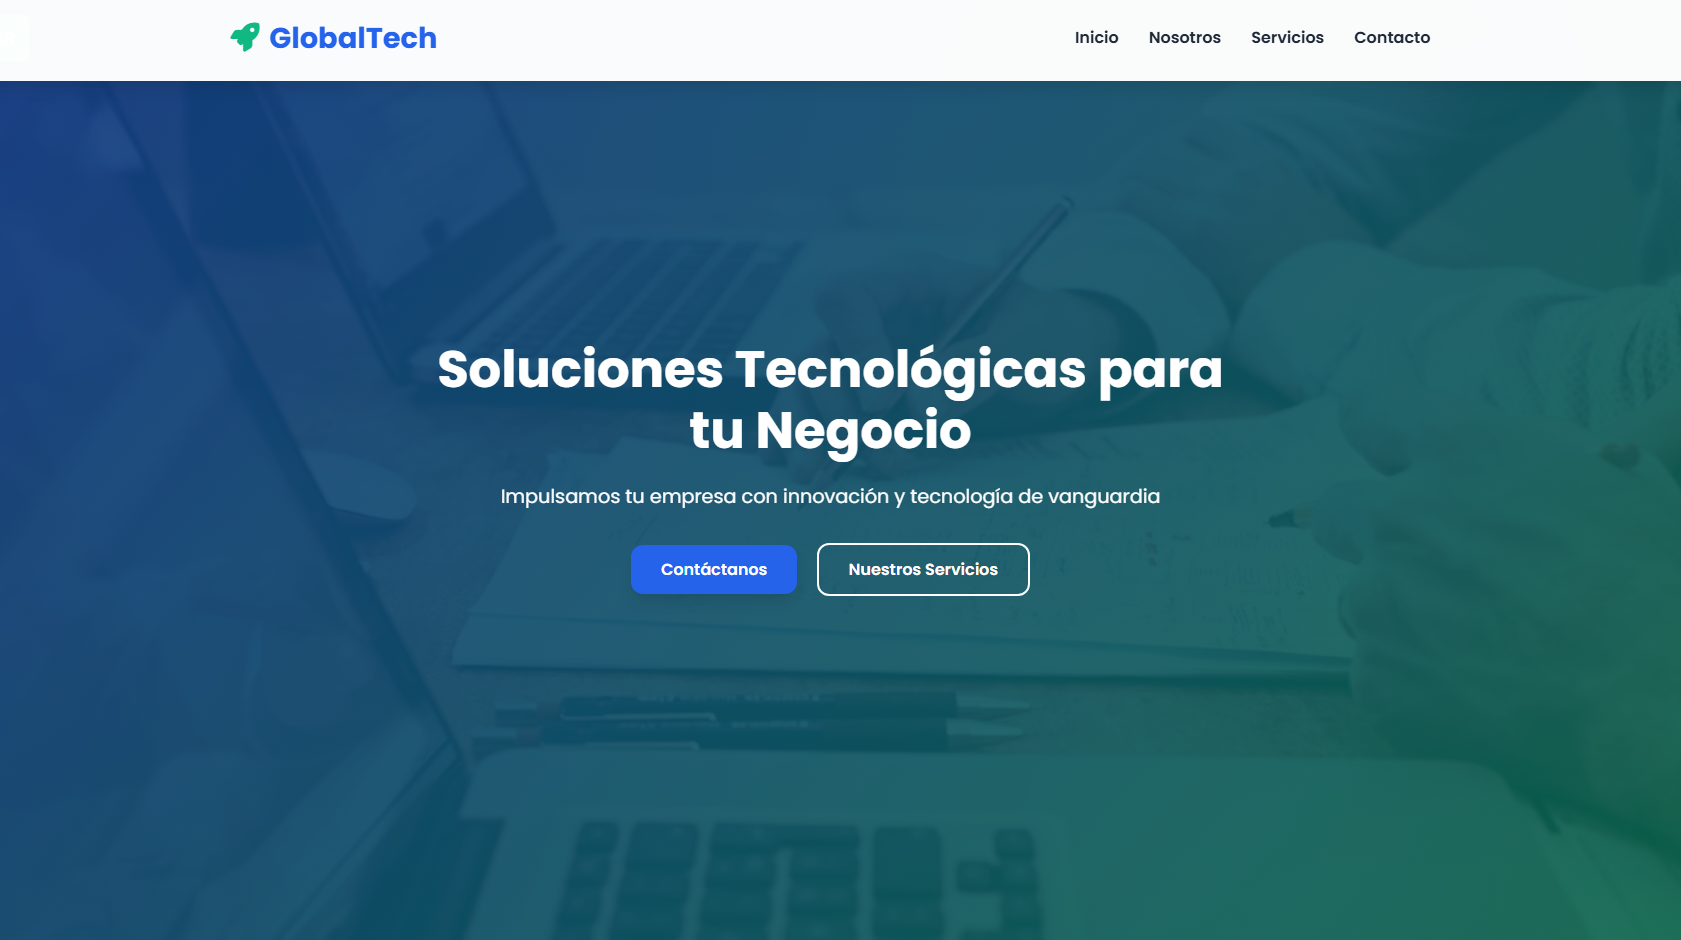 GlobalTech
Inicio
Nosotros
Servicios
Contacto
Soluciones Tecnológicas para
tu Negocio
Impulsamos tu empresa con innovación y tecnología de vanguardia
Contáctanos
Nuestros Servicios